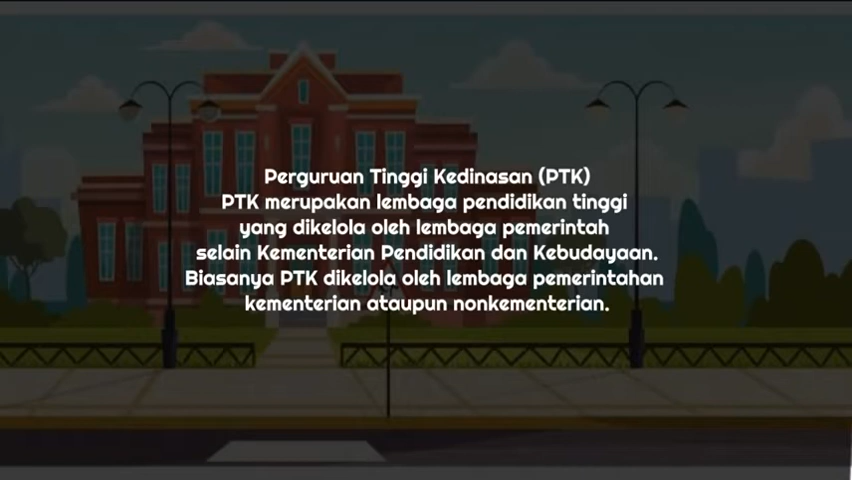 Perguruan Tinggi Kedinasan (PTK)
PTK merupakan lembaga pendidikan tinggi
yang dikelola oleh lembaga pemerintah
selain Kementerian Pendidikan dan Kebudayaan.
Biasanya PTK dikelola oleh lembaga pemerintahan
kementerian ataupun nonkementerian.